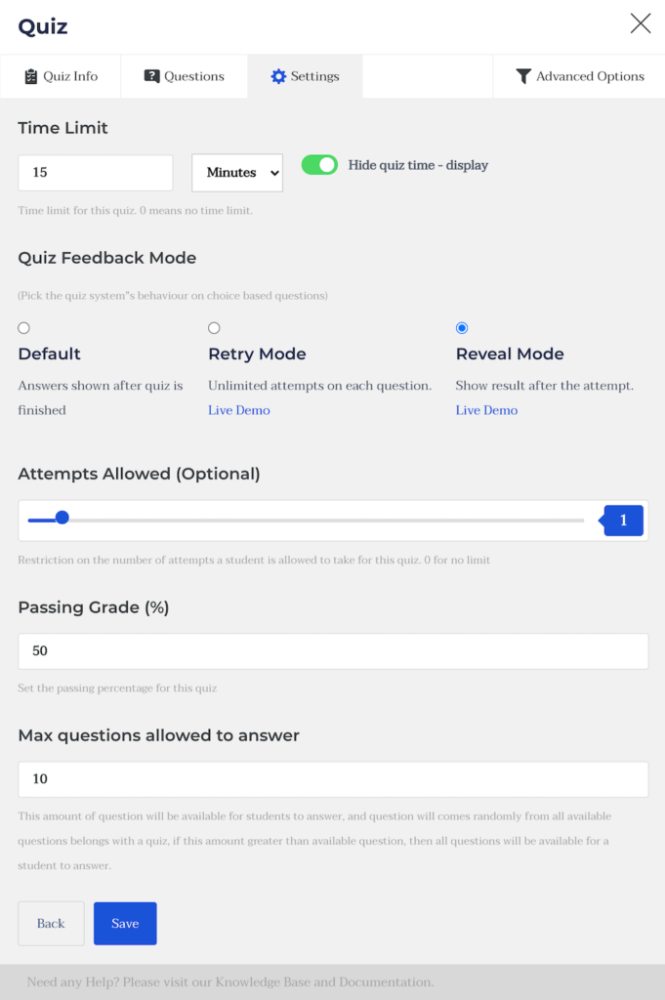 Quiz
Quiz Info
Questions
Settings
Advanced Options
Time Limit
15
Minutes
Hide quiz time - display
Time limit for this quiz. 0 means no time limit.
Quiz Feedback Mode
(Pick the quiz system"s behaviour on choice based questions)
Default
Answers shown after quiz is
finished
Retry Mode
Unlimited attempts on each question.
Live Demo
Reveal Mode
Show result after the attempt.
Live Demo
Attempts Allowed (Optional)
1
Restriction on the number of attempts a student is allowed to take for this quiz. 0 for no limit
Passing Grade (%)
50
Set the passing percentage for this quiz
Max questions allowed to answer
10
This amount of question will be available for students to answer, and question will comes randomly from all available
questions belongs with a quiz, if this amount greater than available question, then all questions will be available for a
student to answer.
Back
Save
Need any Help? Please visit our Knowledge Base and Documentation.